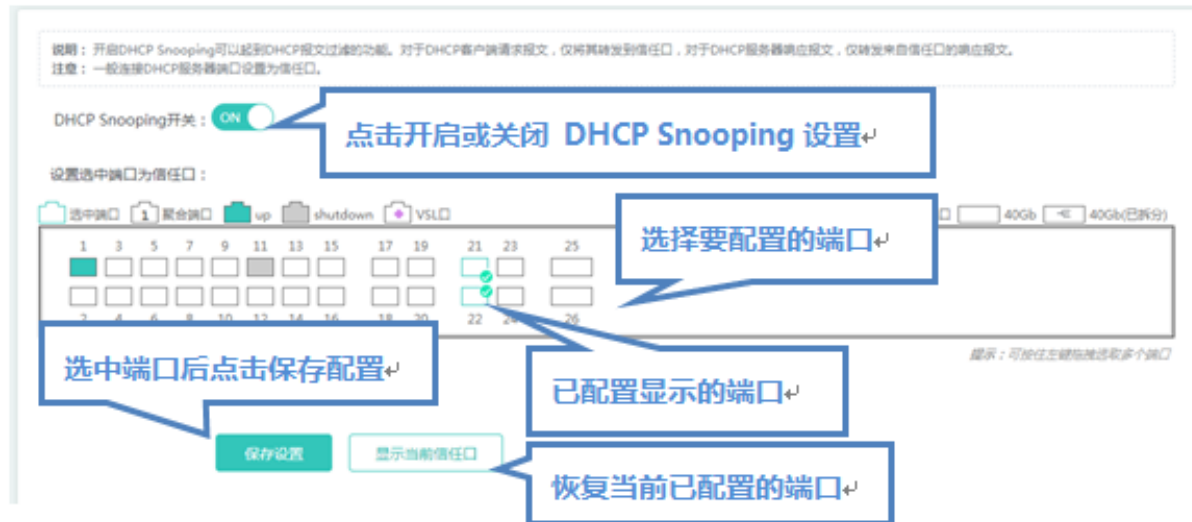 说明：开启DHCP Snooping可以起到DHCP报文过滤的功能。对于DHCP客户端请求报文，仅将其转发到信任口，对于DHCP服务器响应报文，仅转发来自信任口的响应报文。
注意：一般连接DHCP服务器端口设置为信任口。
DHCP Snooping开关： ON
点击开启或关闭 DHCP Snooping 设置↵
设置选中端口为信任口：
选中端口 1 聚合端口 up shutdown VSL口 口 40Gb 40Gb(已拆分)
选择要配置的端口↵
1 3 5 7 9 11 13 15 17 19 21 23 25
2 4 6 8 10 12 14 16 18 20 22 24 26
提示：可按住左键拖拽选取多个端口
选中端口后点击保存配置↵
已配置显示的端口↵
保存设置 显示当前信任口
恢复当前已配置的端口↵